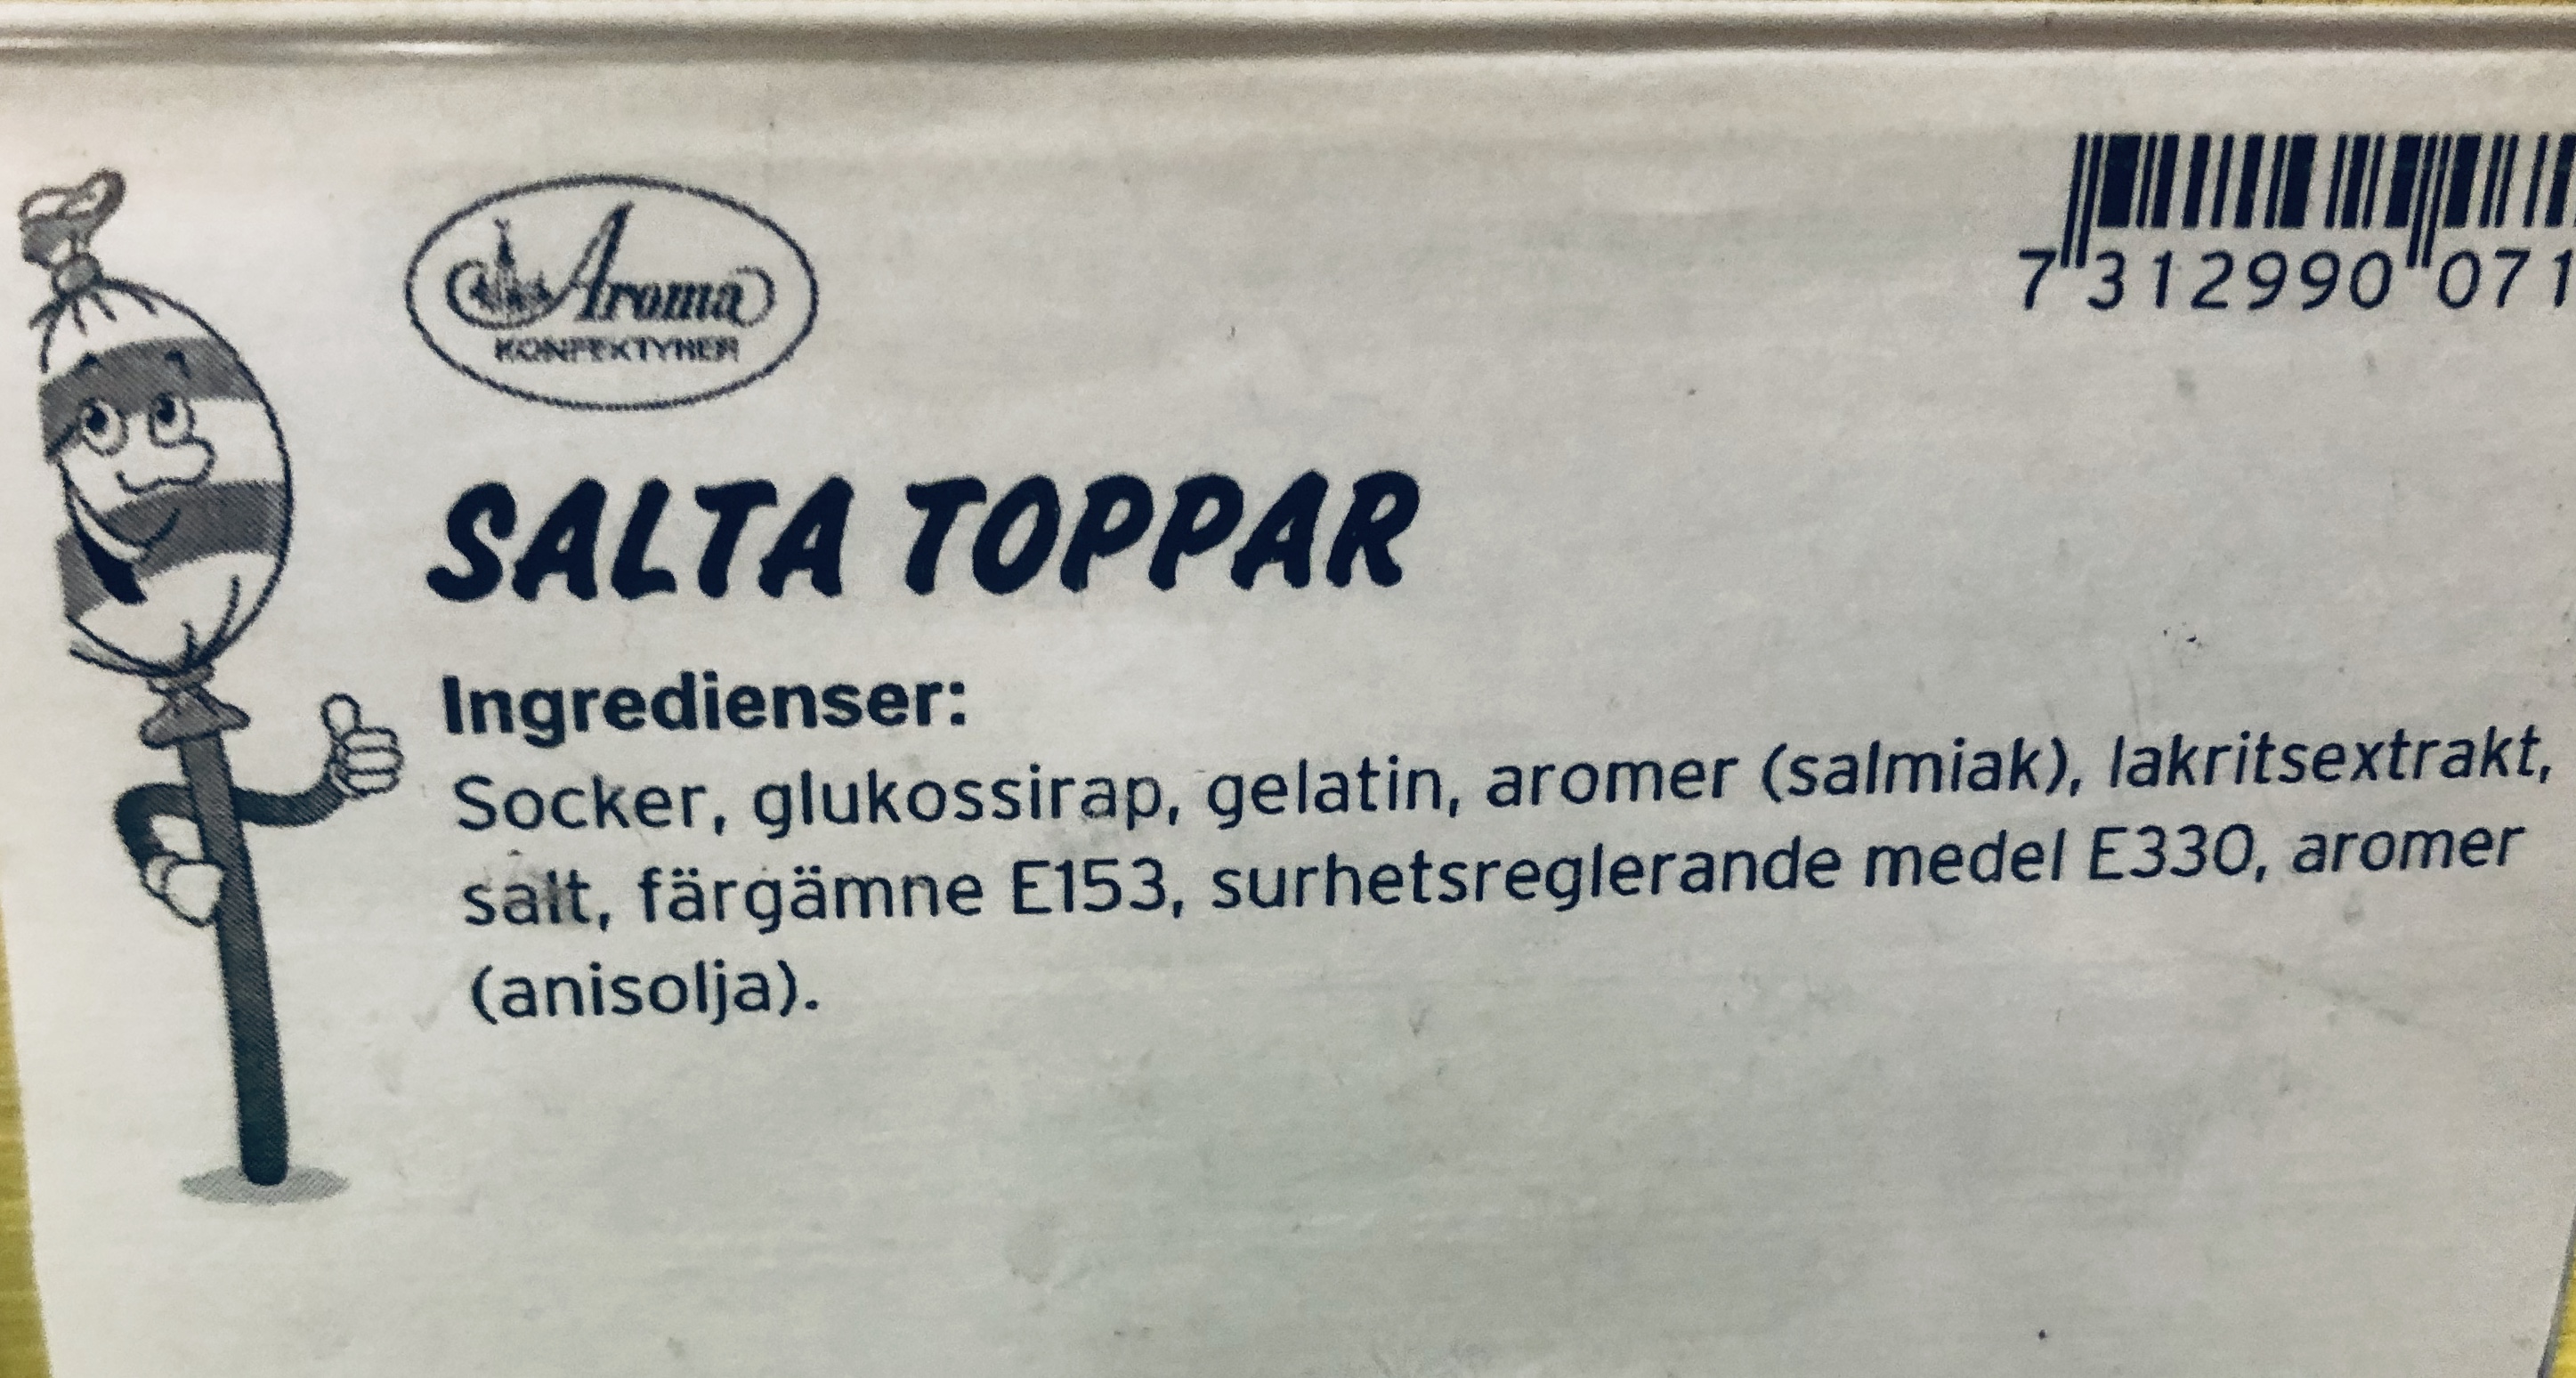 Aroma
KONFEKTYRER
7 312990 071
SALTA TOPPAR
Ingredienser:
Socker, glukossirap, gelatin, aromer (salmiak), lakritsextrakt,
salt, färgämne E153, surhetsreglerande medel E330, aromer
(anisolja).